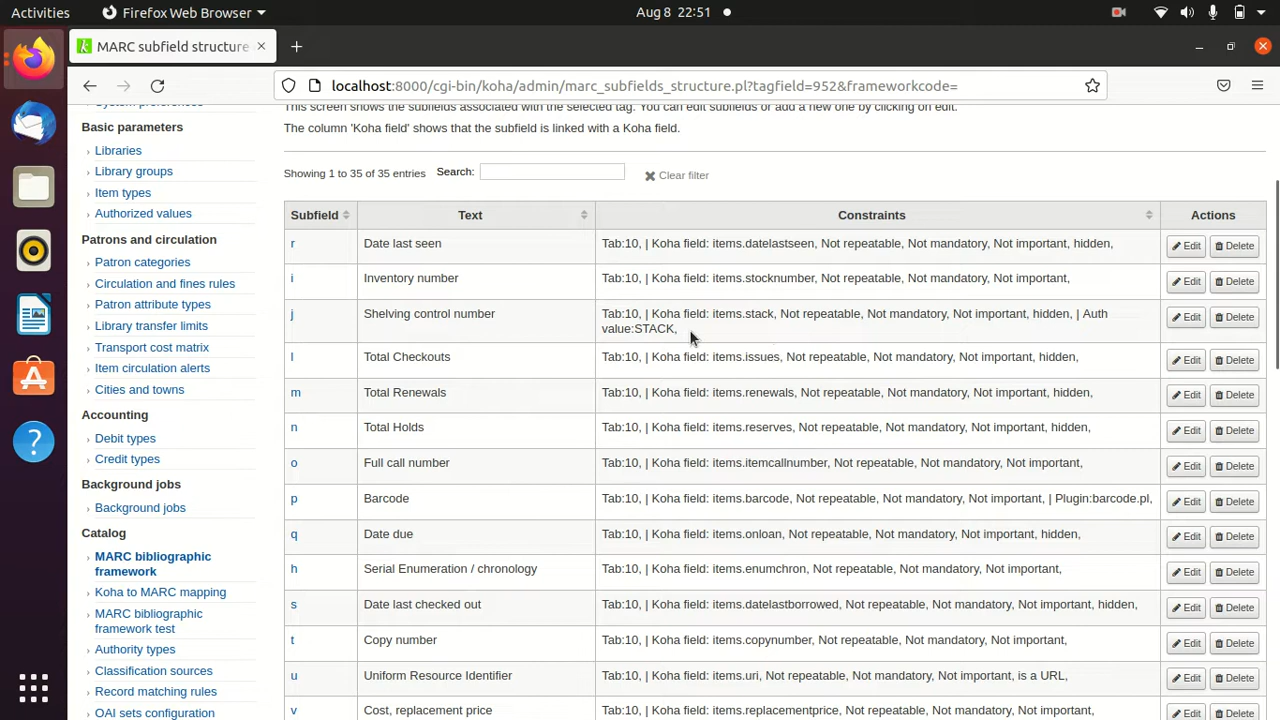 Activities Firefox Web Browser Aug 8 22:51
MARC subfield structure
localhost:8000/cgi-bin/koha/admin/marc_subfields_structure.pl?tagfield=952&frameworkcode=
System preferences
Basic parameters
Libraries
Library groups
Item types
Authorized values
Patrons and circulation
Patron categories
Circulation and fines rules
Patron attribute types
Library transfer limits
Transport cost matrix
Item circulation alerts
Cities and towns
Accounting
Debit types
Credit types
Background jobs
Background jobs
Catalog
MARC bibliographic
framework
Koha to MARC mapping
MARC bibliographic
framework test
Authority types
Classification sources
Record matching rules
OAI sets configuration
This screen shows the subfields associated with the selected tag. You can edit subfields or add a new one by clicking on edit.
The column 'Koha field' shows that the subfield is linked with a Koha field.
Showing 1 to 35 of 35 entries Search: Clear filter
Subfield Text Constraints Actions
r Date last seen Tab:10, | Koha field: items.datelastseen, Not repeatable, Not mandatory, Not important, hidden, Edit Delete
i Inventory number Tab:10, | Koha field: items.stocknumber, Not repeatable, Not mandatory, Not important, Edit Delete
j Shelving control number Tab:10, | Koha field: items.stack, Not repeatable, Not mandatory, Not important, hidden, | Auth Edit Delete
value:STACK,
l Total Checkouts Tab:10, | Koha field: items.issues, Not repeatable, Not mandatory, Not important, hidden, Edit Delete
m Total Renewals Tab:10, | Koha field: items.renewals, Not repeatable, Not mandatory, Not important, hidden, Edit Delete
n Total Holds Tab:10, | Koha field: items.reserves, Not repeatable, Not mandatory, Not important, hidden, Edit Delete
o Full call number Tab:10, | Koha field: items.itemcallnumber, Not repeatable, Not mandatory, Not important, Edit Delete
p Barcode Tab:10, | Koha field: items.barcode, Not repeatable, Not mandatory, Not important, | Plugin:barcode.pl, Edit Delete
q Date due Tab:10, | Koha field: items.onloan, Not repeatable, Not mandatory, Not important, hidden, Edit Delete
h Serial Enumeration / chronology Tab:10, | Koha field: items.enumchron, Not repeatable, Not mandatory, Not important, Edit Delete
s Date last checked out Tab:10, | Koha field: items.datelastborrowed, Not repeatable, Not mandatory, Not important, hidden, Edit Delete
t Copy number Tab:10, | Koha field: items.copynumber, Not repeatable, Not mandatory, Not important, Edit Delete
u Uniform Resource Identifier Tab:10, | Koha field: items.uri, Not repeatable, Not mandatory, Not important, is a URL, Edit Delete
v Cost, replacement price Tab:10, | Koha field: items.replacementprice, Not repeatable, Not mandatory, Not important, Edit Delete